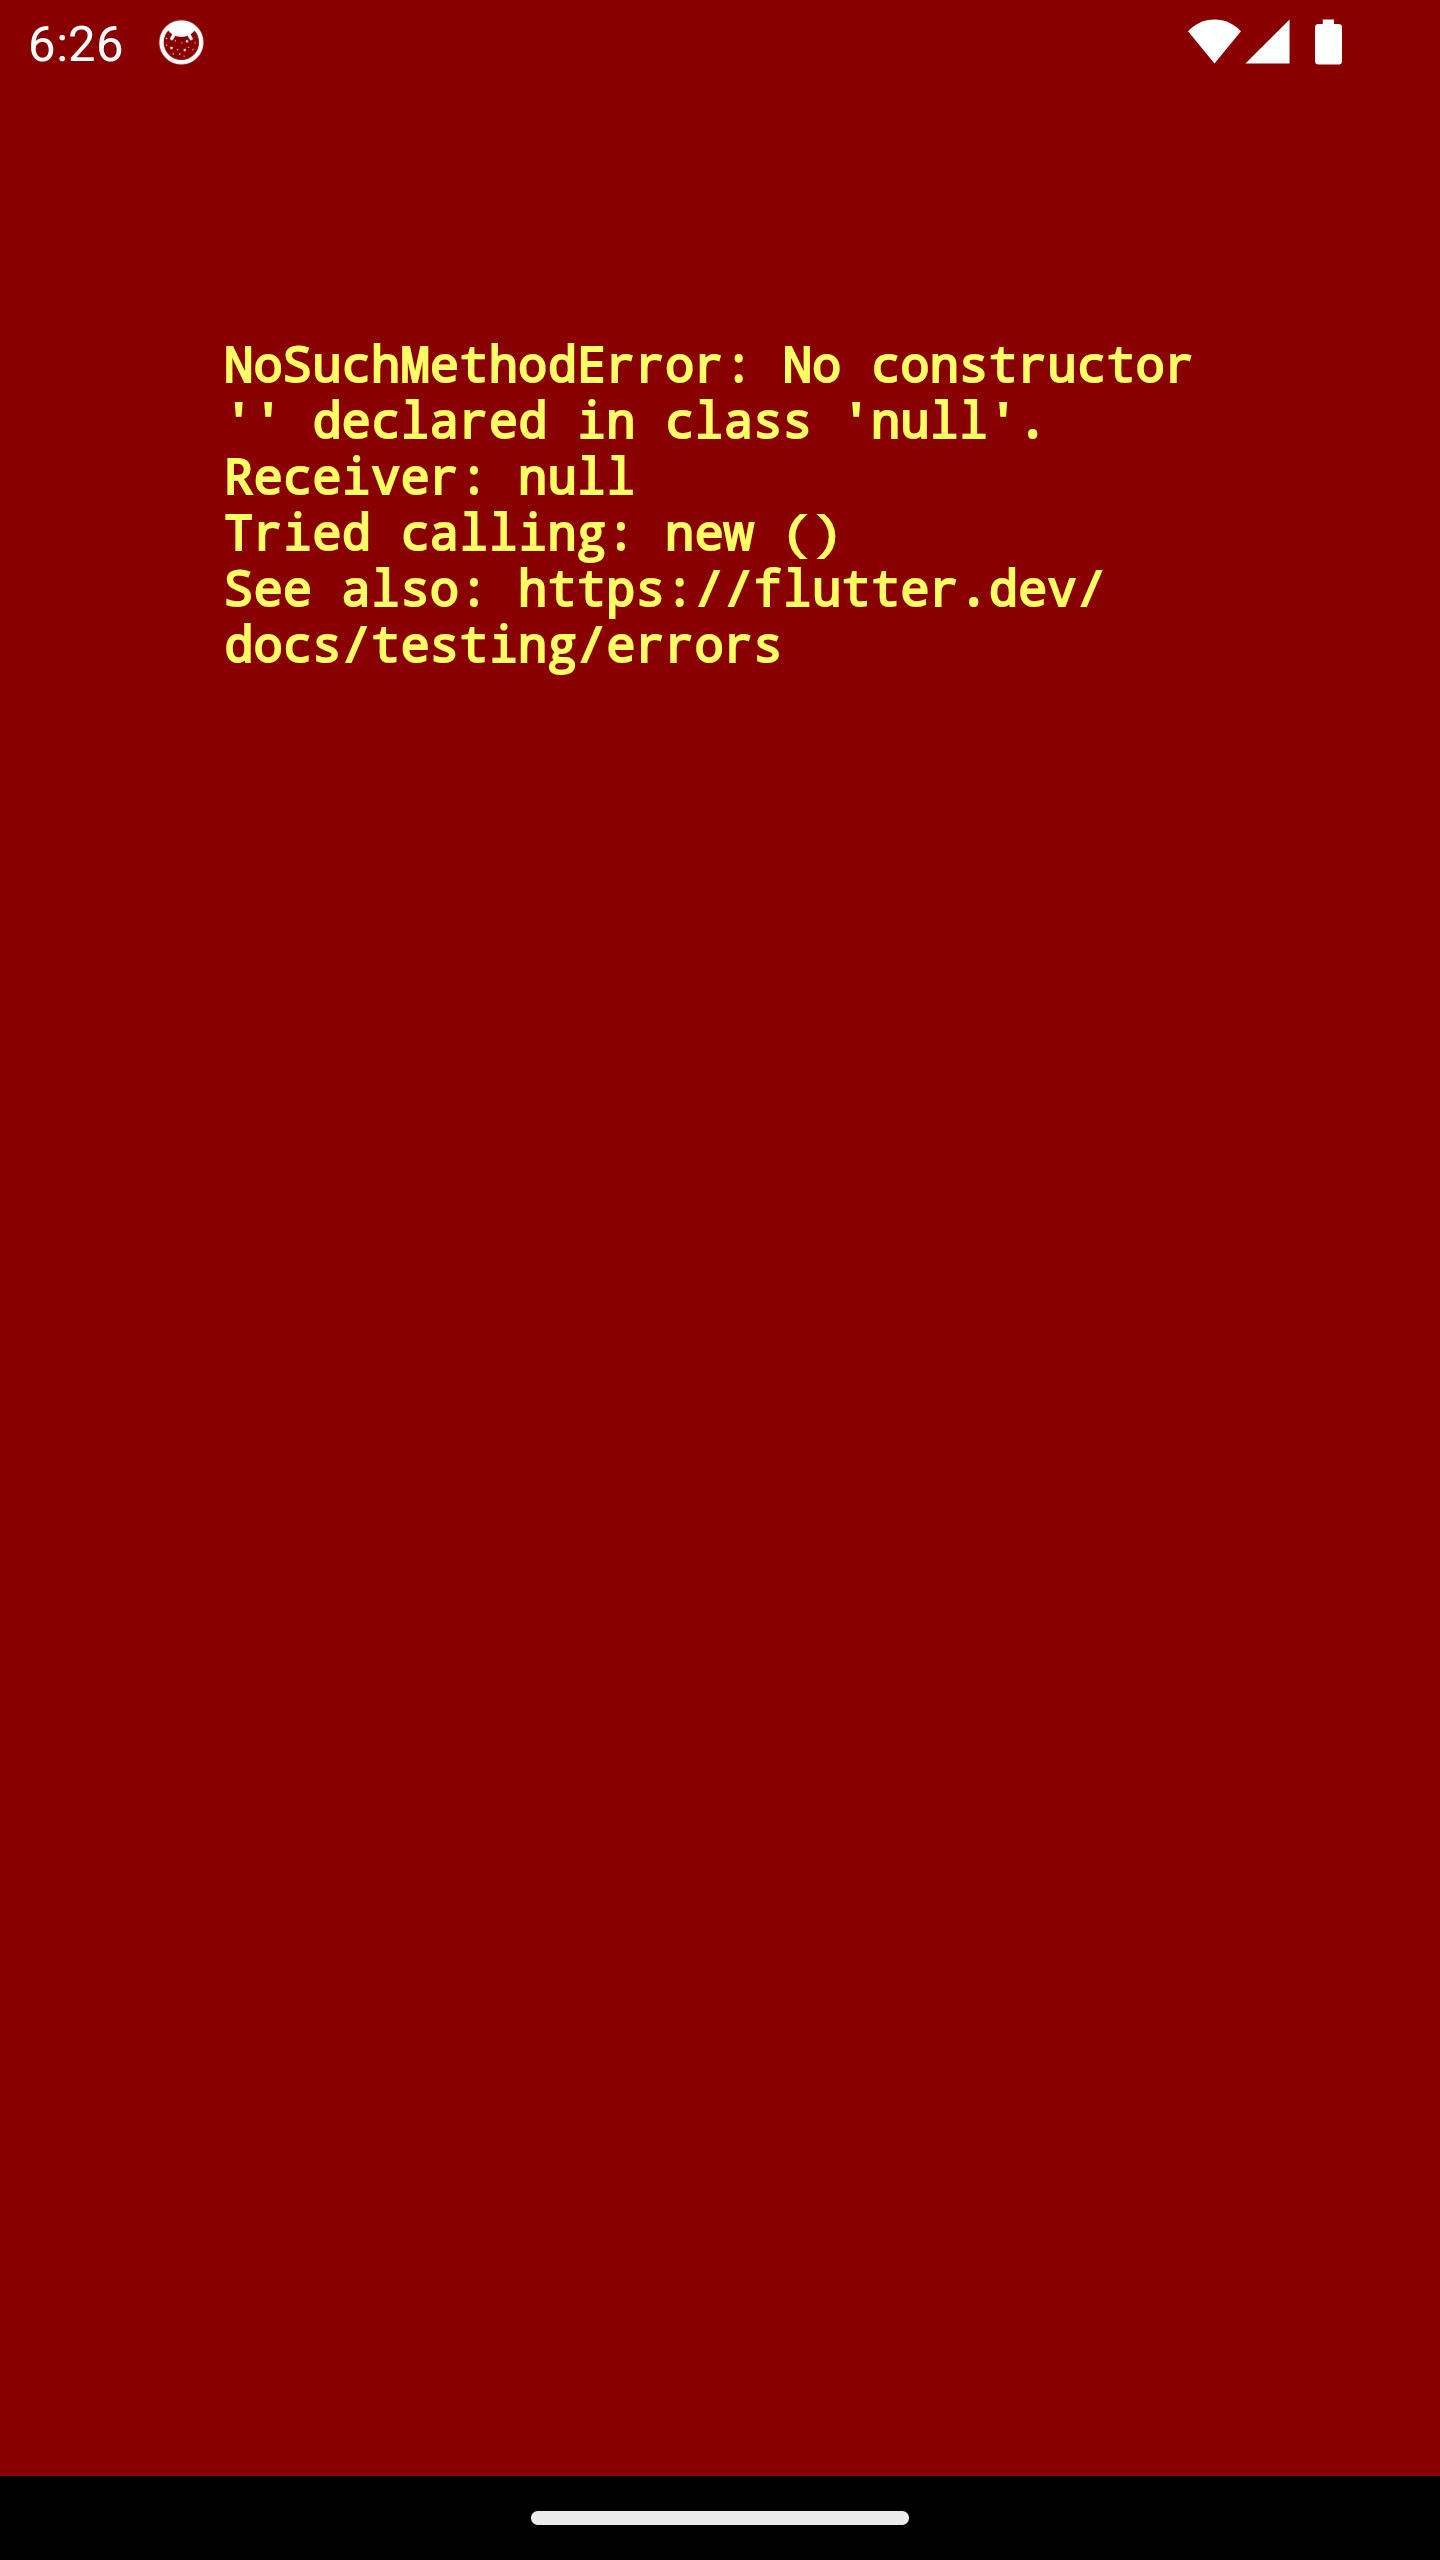 6:26
NoSuchMethodError: No constructor
'' declared in class 'null'.
Receiver: null
Tried calling: new ()
See also: https://flutter.dev/
docs/testing/errors